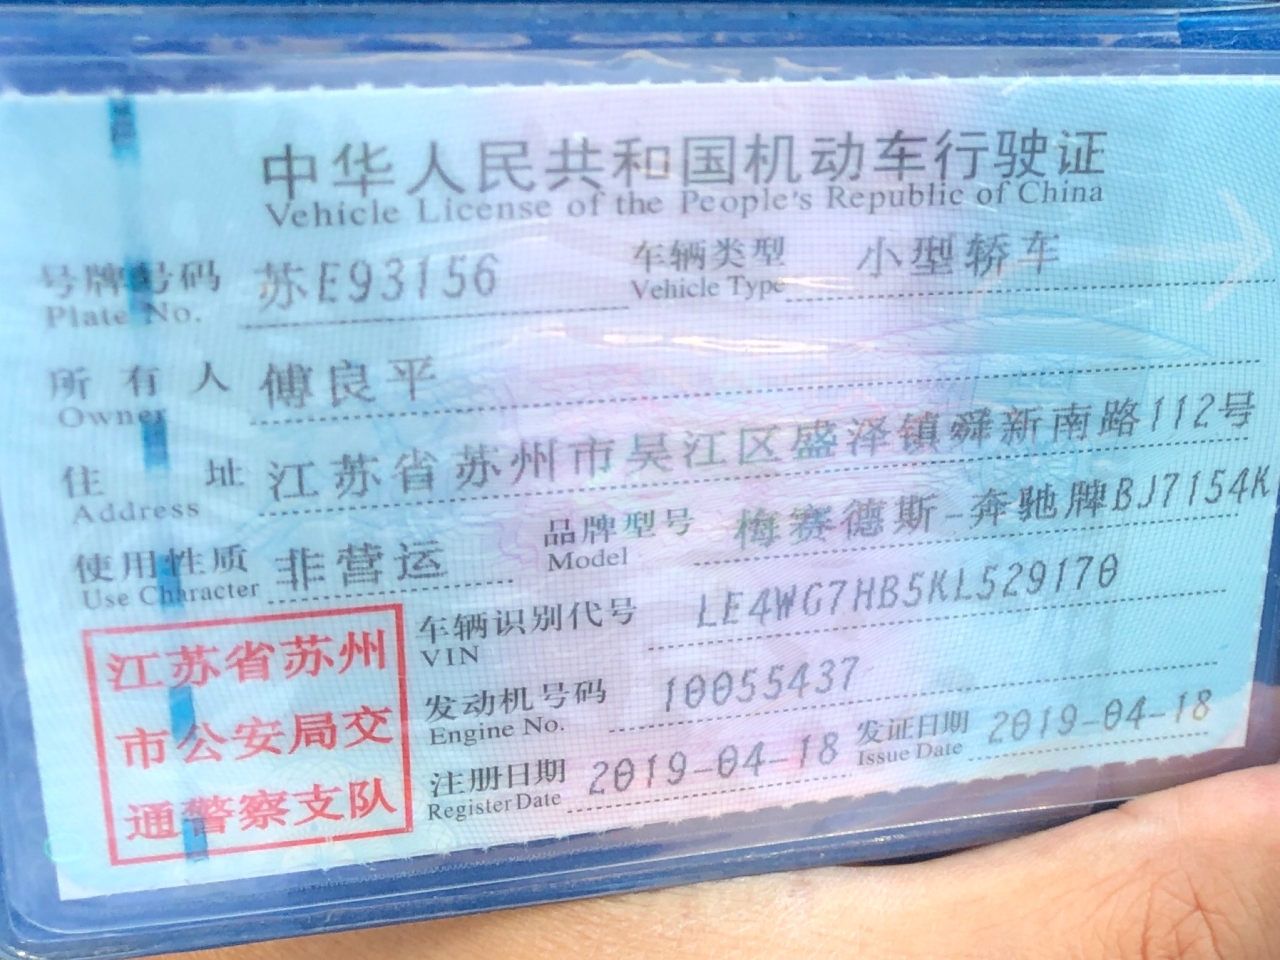 中华人民共和国机动车行驶证
Vehicle License of the People's Republic of China
号牌号码 苏E93156 车辆类型 小型轿车
Plate No. Vehicle Type
所有人 傅良平
Owner
住址 江苏省苏州市吴江区盛泽镇舜新南路112号
Address
使用性质 非营运 品牌型号 梅赛德斯-奔驰牌BJ7154K
Use Character Model
车辆识别代号 LE4WG7HB5KL529170
VIN
发动机号码 10055437
Engine No.
注册日期 2019-04-18 发证日期 2019-04-18
Register Date Issue Date
江苏省苏州
市公安局交
通警察支队